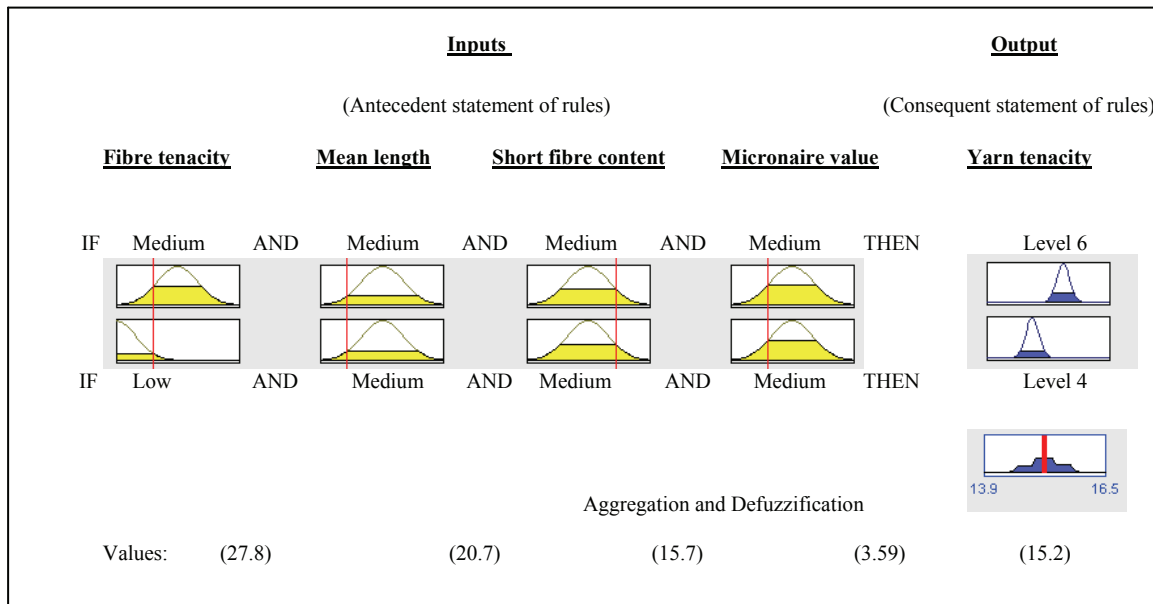 Inputs Output
(Antecedent statement of rules) (Consequent statement of rules)
Fibre tenacity Mean length Short fibre content Micronaire value Yarn tenacity
IF Medium AND Medium AND Medium AND Medium THEN Level 6
IF Low AND Medium AND Medium AND Medium THEN Level 4
13.9 16.5
Aggregation and Defuzzification
Values: (27.8) (20.7) (15.7) (3.59) (15.2)